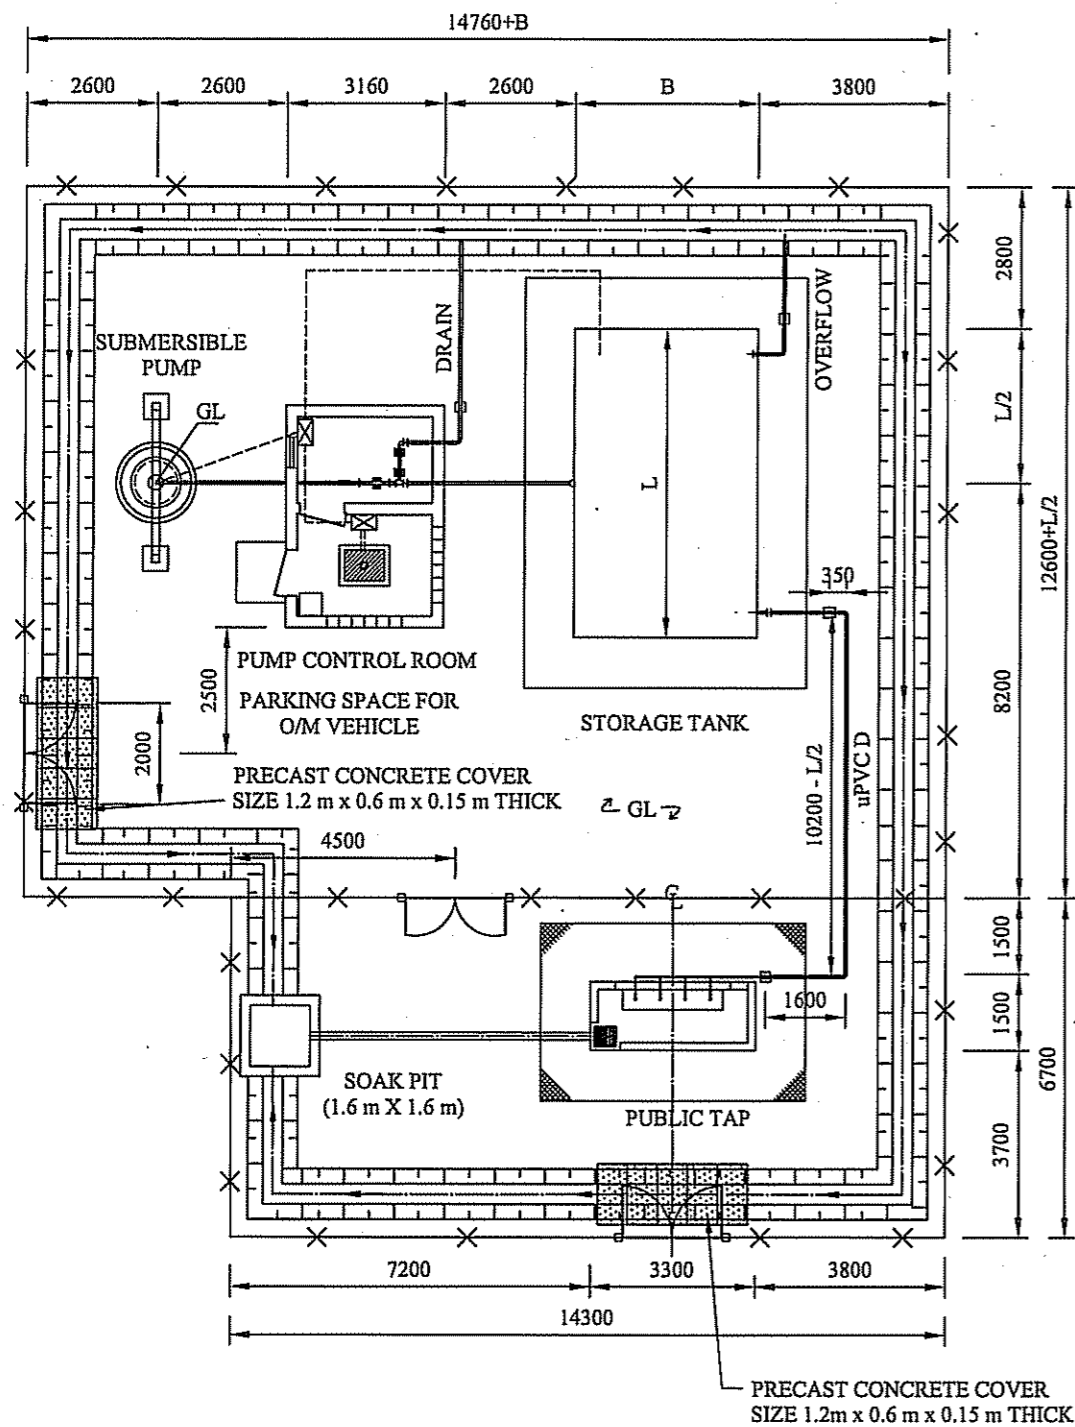 14760+B
2600
2600
3160
2600
B
3800
2800
L/2
12600+L/2
8200
DRAIN
OVERFLOW
SUBMERSIBLE
PUMP
GL
L
350
PUMP CONTROL ROOM
2500
PARKING SPACE FOR
O/M VEHICLE
STORAGE TANK
2000
PRECAST CONCRETE COVER
SIZE 1.2 m x 0.6 m x 0.15 m THICK
GL
10200 - L/2
uPVC D
4500
CL
1500
1600
1500
6700
SOAK PIT
(1.6 m X 1.6 m)
PUBLIC TAP
3700
7200
3300
3800
14300
PRECAST CONCRETE COVER
SIZE 1.2m x 0.6 m x 0.15 m THICK